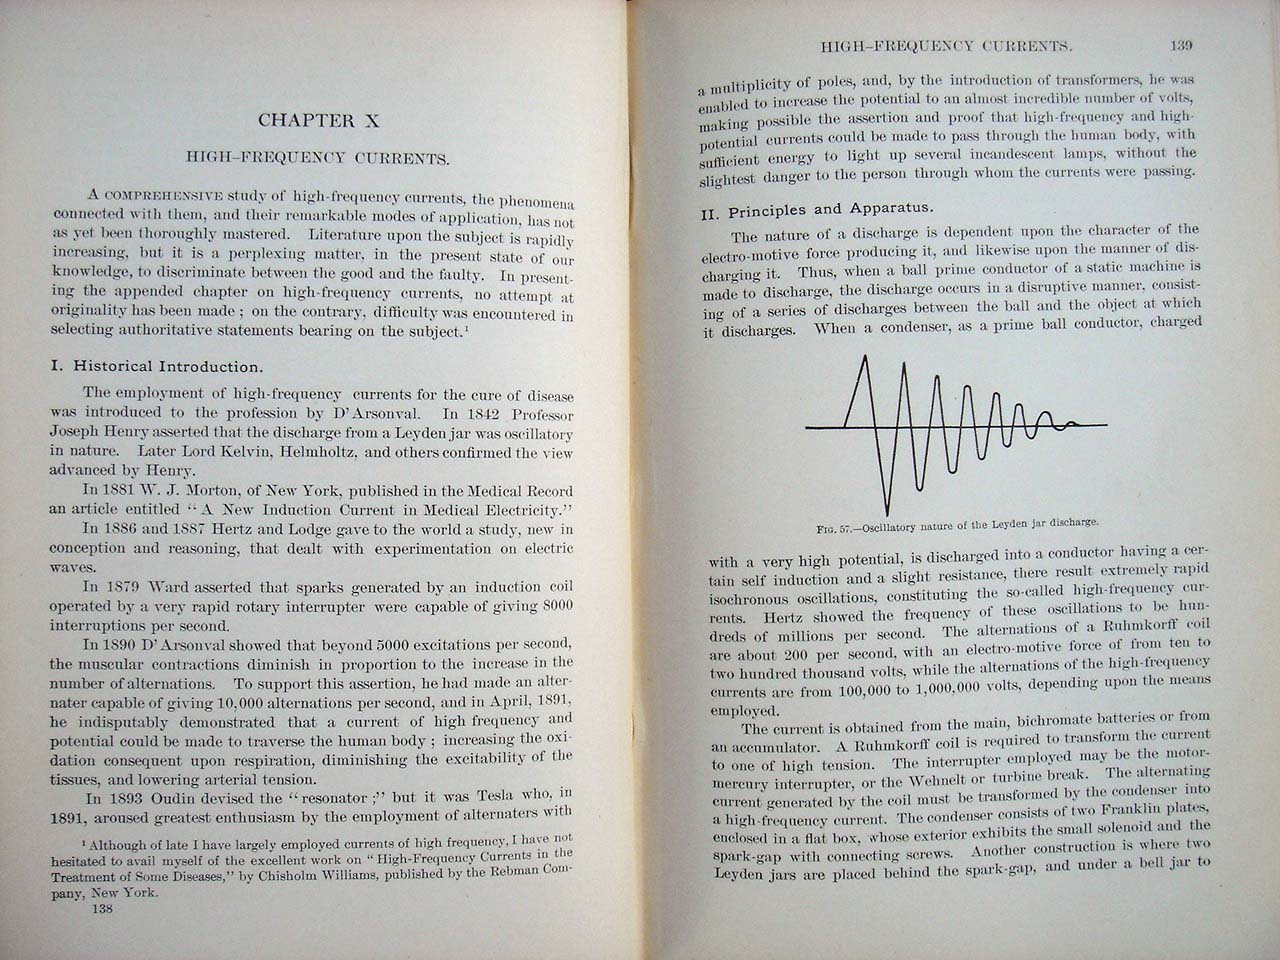 CHAPTER X
HIGH-FREQUENCY CURRENTS.
A COMPREHENSIVE study of high-frequency currents, the phenomena
connected with them, and their remarkable modes of application, has not
as yet been thoroughly mastered. Literature upon the subject is rapidly
increasing, but it is a perplexing matter, in the present state of our
knowledge, to discriminate between the good and the faulty. In present-
ing the appended chapter on high-frequency currents, no attempt at
originality has been made ; on the contrary, difficulty was encountered in
selecting authoritative statements bearing on the subject.¹
I. Historical Introduction.
The employment of high-frequency currents for the cure of disease
was introduced to the profession by D'Arsonval. In 1842 Professor
Joseph Henry asserted that the discharge from a Leyden jar was oscillatory
in nature. Later Lord Kelvin, Helmholtz, and others confirmed the view
advanced by Henry.
In 1881 W. J. Morton, of New York, published in the Medical Record
an article entitled “ A New Induction Current in Medical Electricity.”
In 1886 and 1887 Hertz and Lodge gave to the world a study, new in
conception and reasoning, that dealt with experimentation on electric
waves.
In 1879 Ward asserted that sparks generated by an induction coil
operated by a very rapid rotary interrupter were capable of giving 8000
interruptions per second.
In 1890 D'Arsonval showed that beyond 5000 excitations per second,
the muscular contractions diminish in proportion to the increase in the
number of alternations. To support this assertion, he had made an alter-
nater capable of giving 10,000 alternations per second, and in April, 1891,
he indisputably demonstrated that a current of high frequency and
potential could be made to traverse the human body ; increasing the oxi-
dation consequent upon respiration, diminishing the excitability of the
tissues, and lowering arterial tension.
In 1893 Oudin devised the “ resonator ;” but it was Tesla who, in
1891, aroused greatest enthusiasm by the employment of alternaters with
¹ Although of late I have largely employed currents of high frequency, I have not
hesitated to avail myself of the excellent work on “ High-Frequency Currents in the
Treatment of Some Diseases,” by Chisholm Williams, published by the Rebman Com-
pany, New York.
138
HIGH-FREQUENCY CURRENTS. 139
a multiplicity of poles, and, by the introduction of transformers, he was
enabled to increase the potential to an almost incredible number of volts,
making possible the assertion and proof that high-frequency and high-
potential currents could be made to pass through the human body, with
sufficient energy to light up several incandescent lamps, without the
slightest danger to the person through whom the currents were passing.
II. Principles and Apparatus.
The nature of a discharge is dependent upon the character of the
electro-motive force producing it, and likewise upon the manner of dis-
charging it. Thus, when a ball prime conductor of a static machine is
made to discharge, the discharge occurs in a disruptive manner, consist-
ing of a series of discharges between the ball and the object at which
it discharges. When a condenser, as a prime ball conductor, charged
FIG. 57.—Oscillatory nature of the Leyden jar discharge.
with a very high potential, is discharged into a conductor having a cer-
tain self induction and a slight resistance, there result extremely rapid
isochronous oscillations, constituting the so-called high-frequency cur-
rents. Hertz showed the frequency of these oscillations to be hun-
dreds of millions per second. The alternations of a Ruhmkorff coil
are about 200 per second, with an electro-motive force of from ten to
two hundred thousand volts, while the alternations of the high-frequency
currents are from 100,000 to 1,000,000 volts, depending upon the means
employed.
The current is obtained from the main, bichromate batteries or from
an accumulator. A Ruhmkorff coil is required to transform the current
to one of high tension. The interrupter employed may be the motor-
mercury interrupter, or the Wehnelt or turbine break. The alternating
current generated by the coil must be transformed by the condenser into
a high-frequency current. The condenser consists of two Franklin plates,
enclosed in a flat box, whose exterior exhibits the small solenoid and the
spark-gap with connecting screws. Another construction is where two
Leyden jars are placed behind the spark-gap, and under a bell jar to